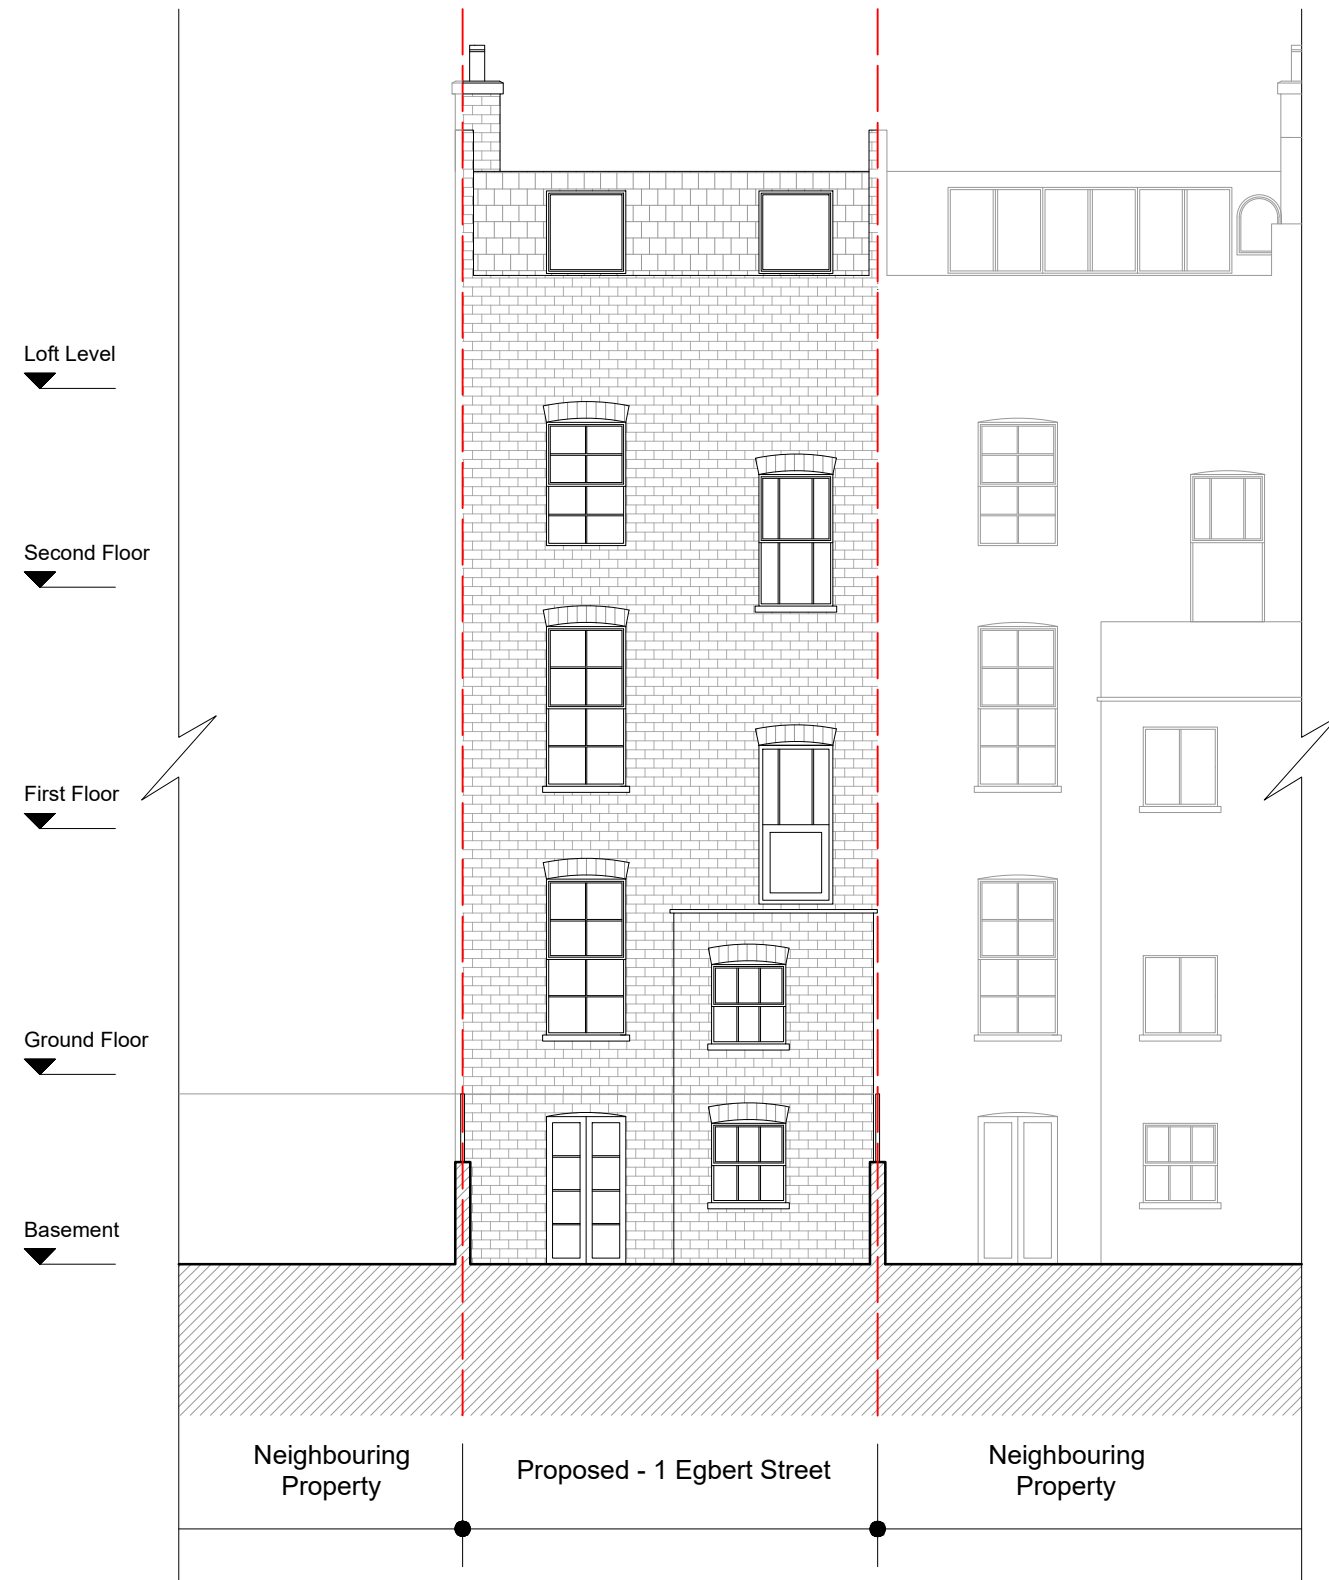 Loft Level
Second Floor
First Floor
Ground Floor
Basement
Neighbouring
Property
Proposed - 1 Egbert Street
Neighbouring
Property